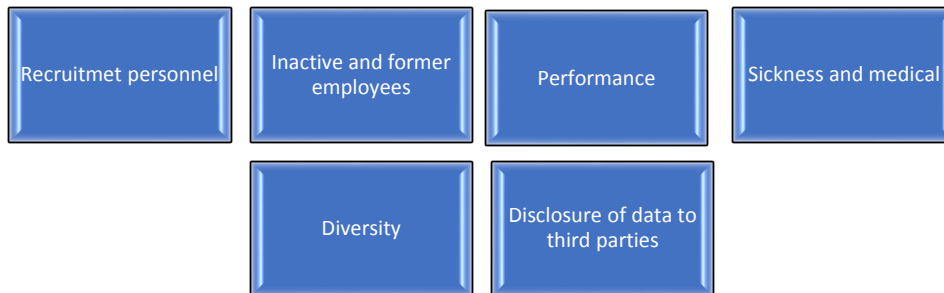 Recruitmet personnel
Inactive and former
employees
Performance
Sickness and medical
Diversity
Disclosure of data to
third parties